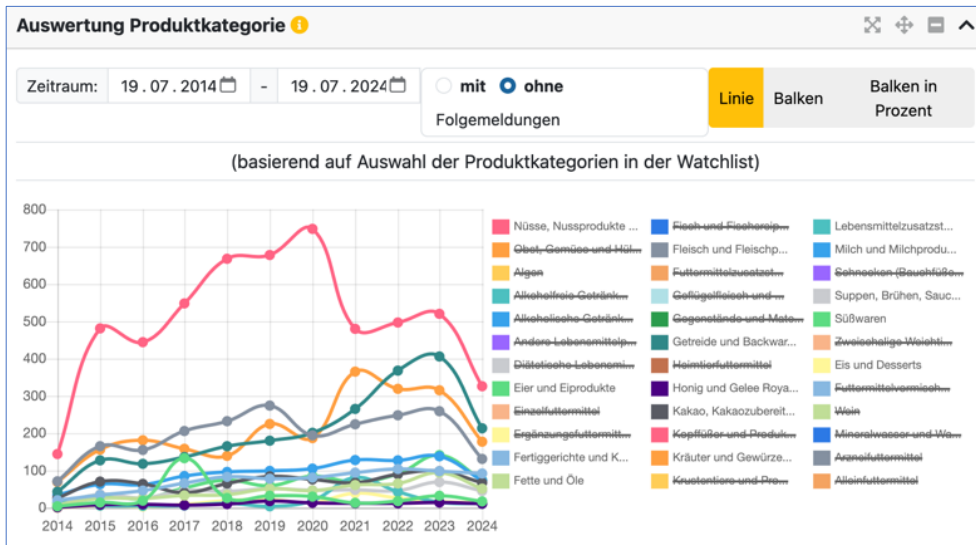 Auswertung Produktkategorie
Zeitraum: 19.07.2014 - 19.07.2024
mit ohne
Folgemeldungen
Linie Balken Balken in
Prozent
(basierend auf Auswahl der Produktkategorien in der Watchlist)
800
700
600
500
400
300
200
100
0
2014 2015 2016 2017 2018 2019 2020 2021 2022 2023 2024
Nüsse, Nussprodukte ...
Obst, Gemüse und Hül...
Algen
Alkoholfreie Getränk...
Alkoholische Getränk...
Andere Lebensmittelp...
Diätetische Lebensmi...
Eier und Eiprodukte
Einzelfuttermittel
Ergänzungsfuttermitt...
Fertiggerichte und K...
Fette und Öle
Fisch und Fischerzeip...
Fleisch und Fleischp...
Futtermittelzusatzst...
Geflügelfleisch und ...
Gegenstände und Mate...
Getreide und Backwar...
Heimtierfuttermittel
Honig und Gelee Roya...
Kakao, Kakaozubereit...
Kopffüßer und Produk...
Kräuter und Gewürze...
Krustentiere und Pro...
Lebensmittelzusatzst...
Milch und Milchprodu...
Schnecken (Bauchfüße...
Suppen, Brühen, Sauc...
Süßwaren
Zweischalige Weichti...
Eis und Desserts
Futtermittelvormisch...
Wein
Mineralwasser und Wa...
Arzneifuttermittel
Alleinfuttermittel